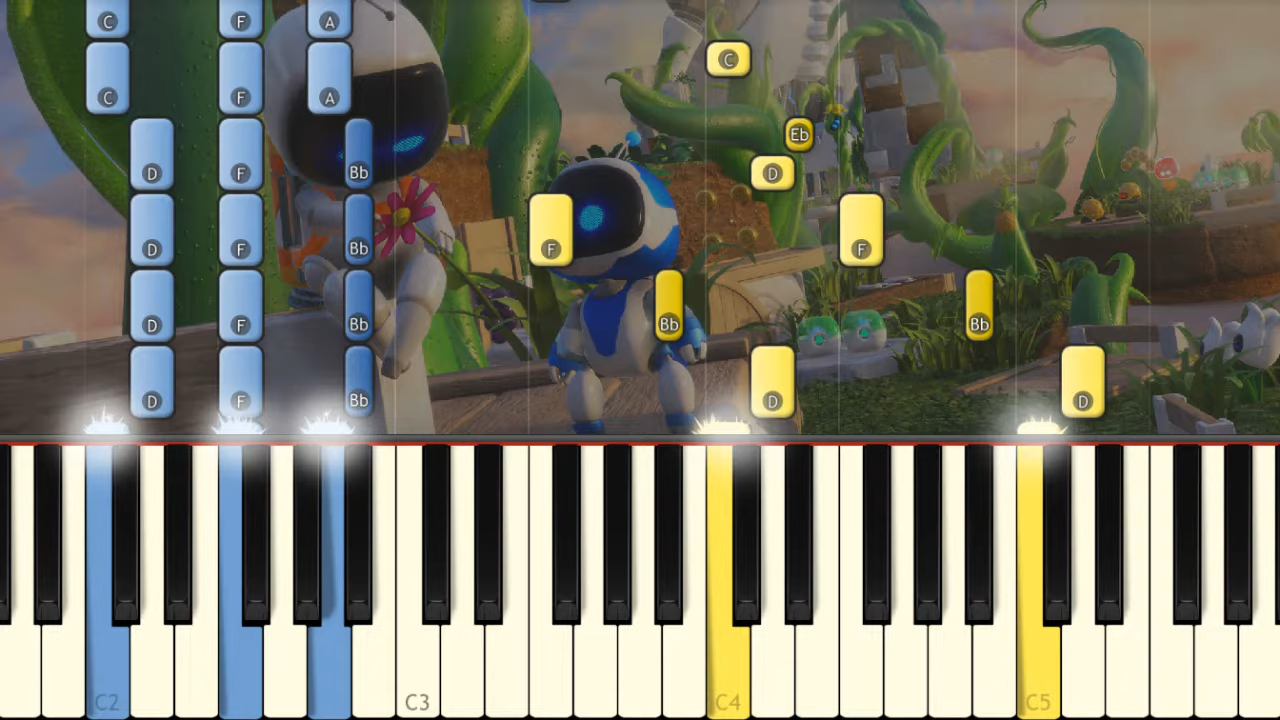 C F A
C
C F A
Eb
D F Bb D
F F
D F Bb
Bb Bb
D F Bb
D F Bb D D
C2 C3 C4 C5